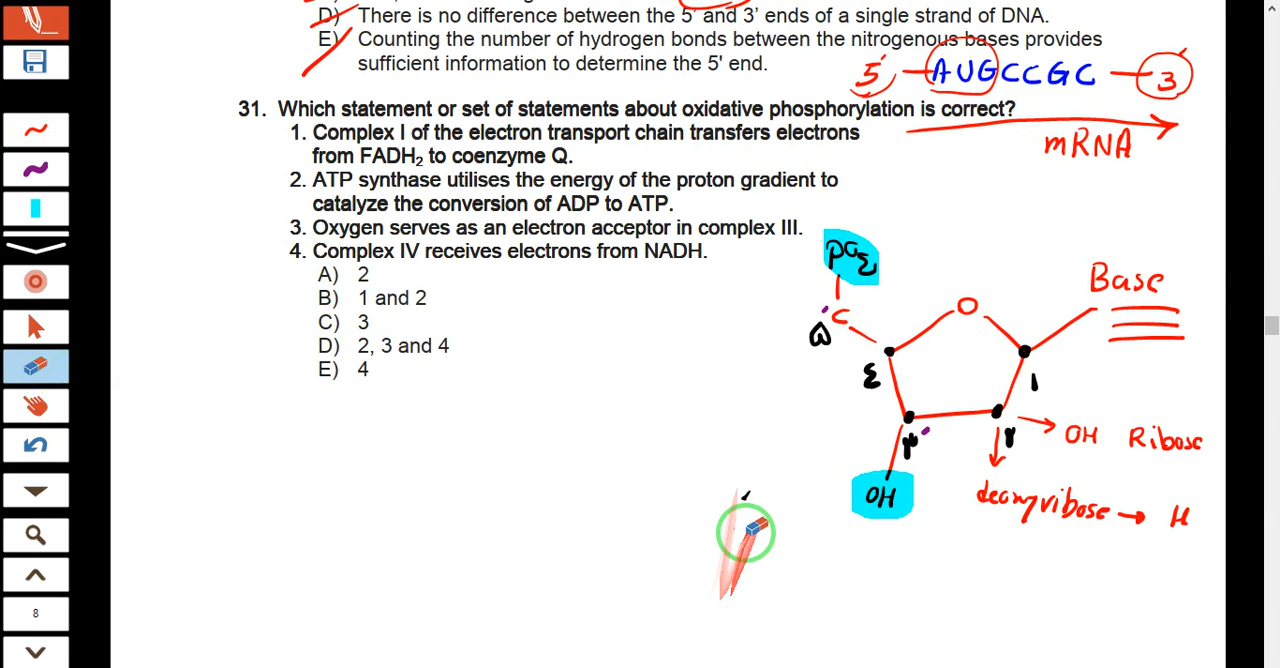 D) There is no difference between the 5' and 3' ends of a single strand of DNA.
E) Counting the number of hydrogen bonds between the nitrogenous bases provides
sufficient information to determine the 5' end.
5' AUGCCGC 3'
mRNA
31. Which statement or set of statements about oxidative phosphorylation is correct?
1. Complex I of the electron transport chain transfers electrons
from FADH₂ to coenzyme Q.
2. ATP synthase utilises the energy of the proton gradient to
catalyze the conversion of ADP to ATP.
3. Oxygen serves as an electron acceptor in complex III.
4. Complex IV receives electrons from NADH.
A) 2
B) 1 and 2
C) 3
D) 2, 3 and 4
E) 4
PO٤
Base
O
C
٥'
٤
١
٣'
٢
OH Ribose
OH
deoxyribose → H
8